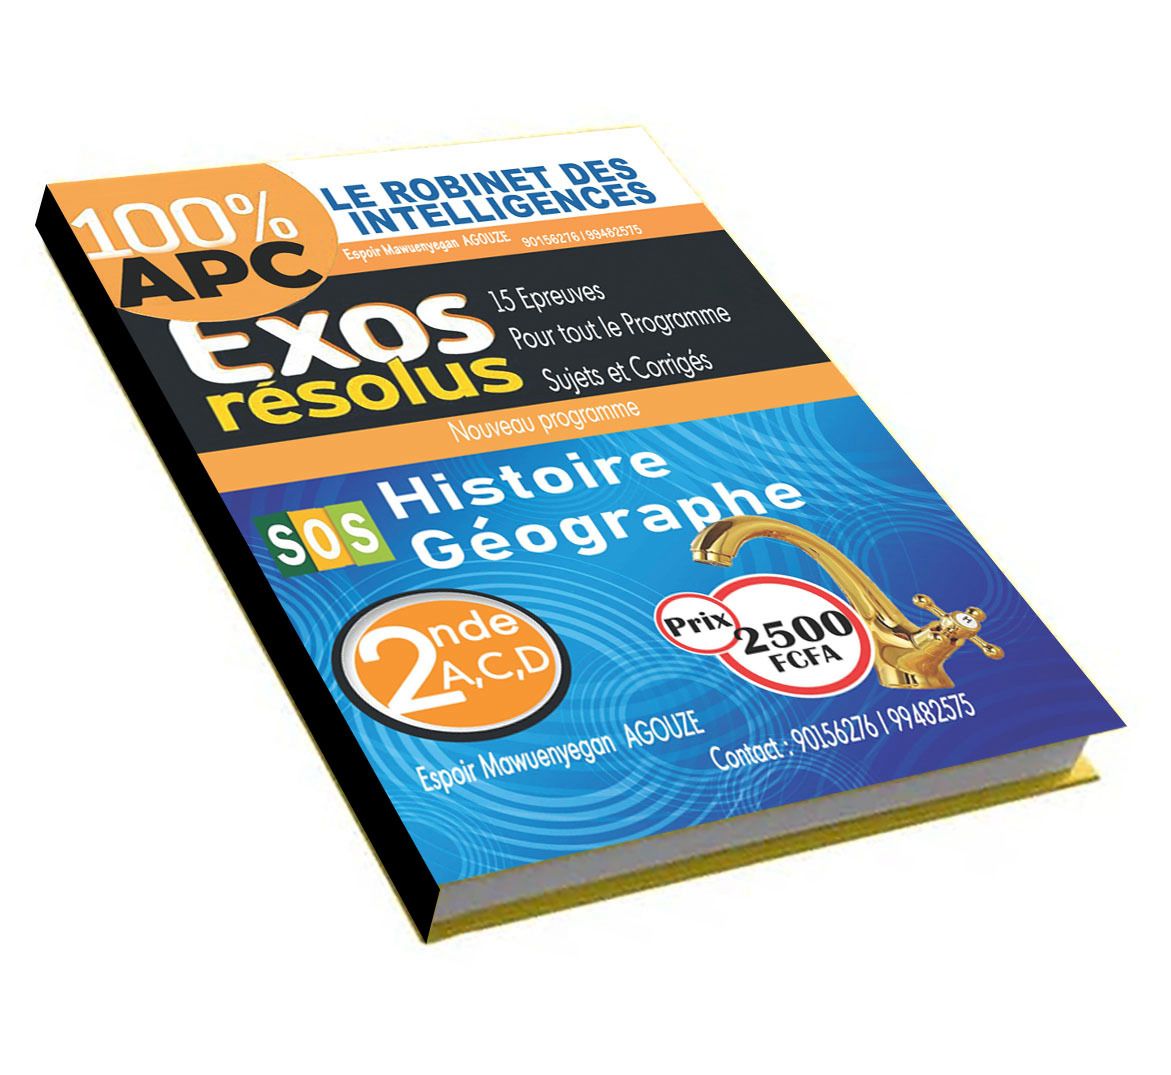 100%
APC
LE ROBINET DES
INTELLIGENCES
Espoir Mawuenyegan AGOUZE 90156276 / 99482575
Exos
résolus
15 Epreuves
Pour tout le Programme
Sujets et Corrigés
Nouveau programme
SOS
Histoire
Géographe
2nde
A,C,D
Prix
2500
FCFA
Espoir Mawuenyegan AGOUZE
Contact : 90156276 / 99482575